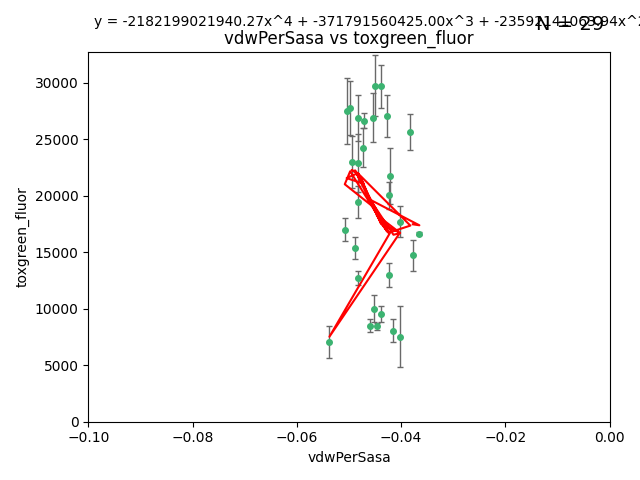 y = -2182199021940.27x^4 + -371791560425.00x^3 + -23592
N = 29
vdwPerSasa vs toxgreen_fluor
30000
25000
20000
15000
10000
5000
0
toxgreen_fluor
−0.10
−0.08
−0.06
−0.04
−0.02
0.00
vdwPerSasa